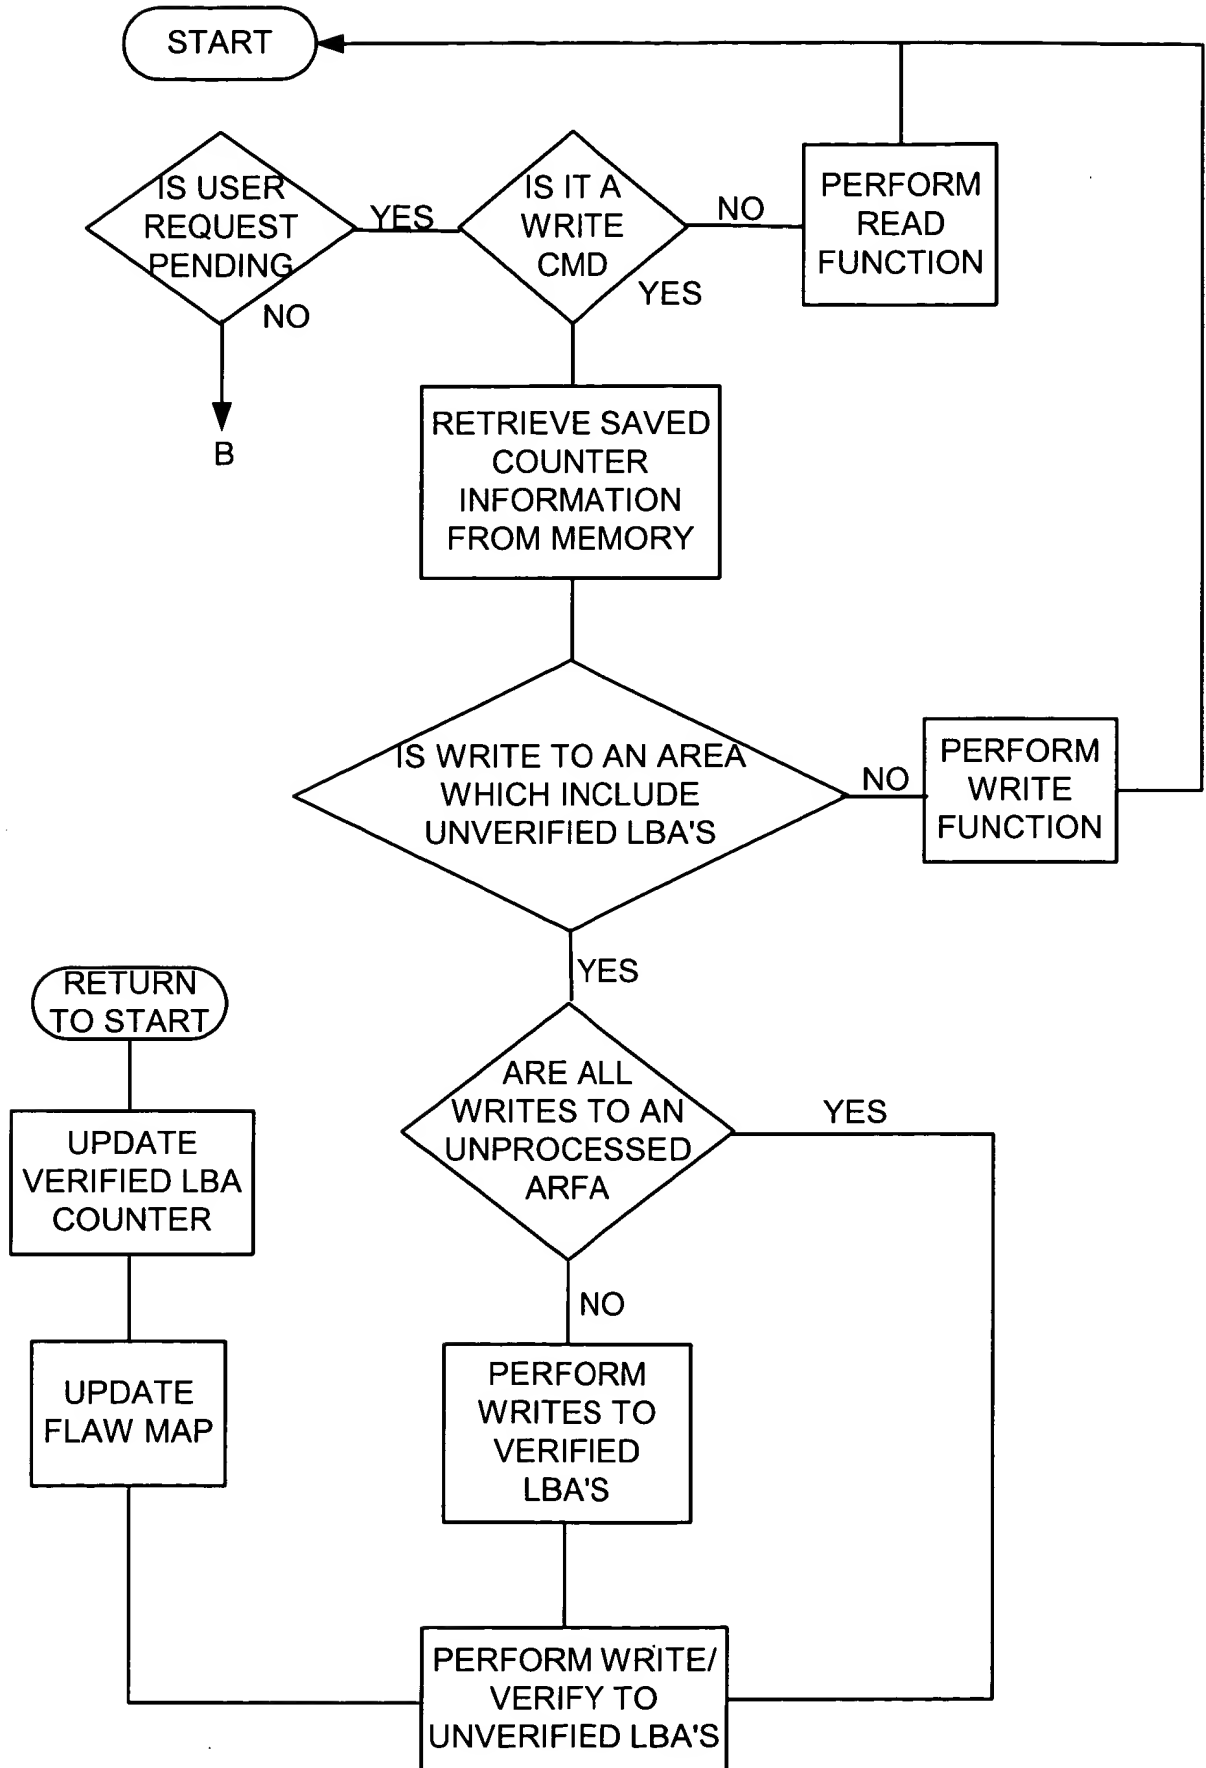 START
IS USER
REQUEST
PENDING
YES
NO
B
IS IT A
WRITE
CMD
NO
YES
PERFORM
READ
FUNCTION
RETRIEVE SAVED
COUNTER
INFORMATION
FROM MEMORY
IS WRITE TO AN AREA
WHICH INCLUDE
UNVERIFIED LBA'S
NO
PERFORM
WRITE
FUNCTION
YES
ARE ALL
WRITES TO AN
UNPROCESSED
ARFA
YES
NO
PERFORM
WRITES TO
VERIFIED
LBA'S
PERFORM WRITE/
VERIFY TO
UNVERIFIED LBA'S
UPDATE
FLAW MAP
UPDATE
VERIFIED LBA
COUNTER
RETURN
TO START